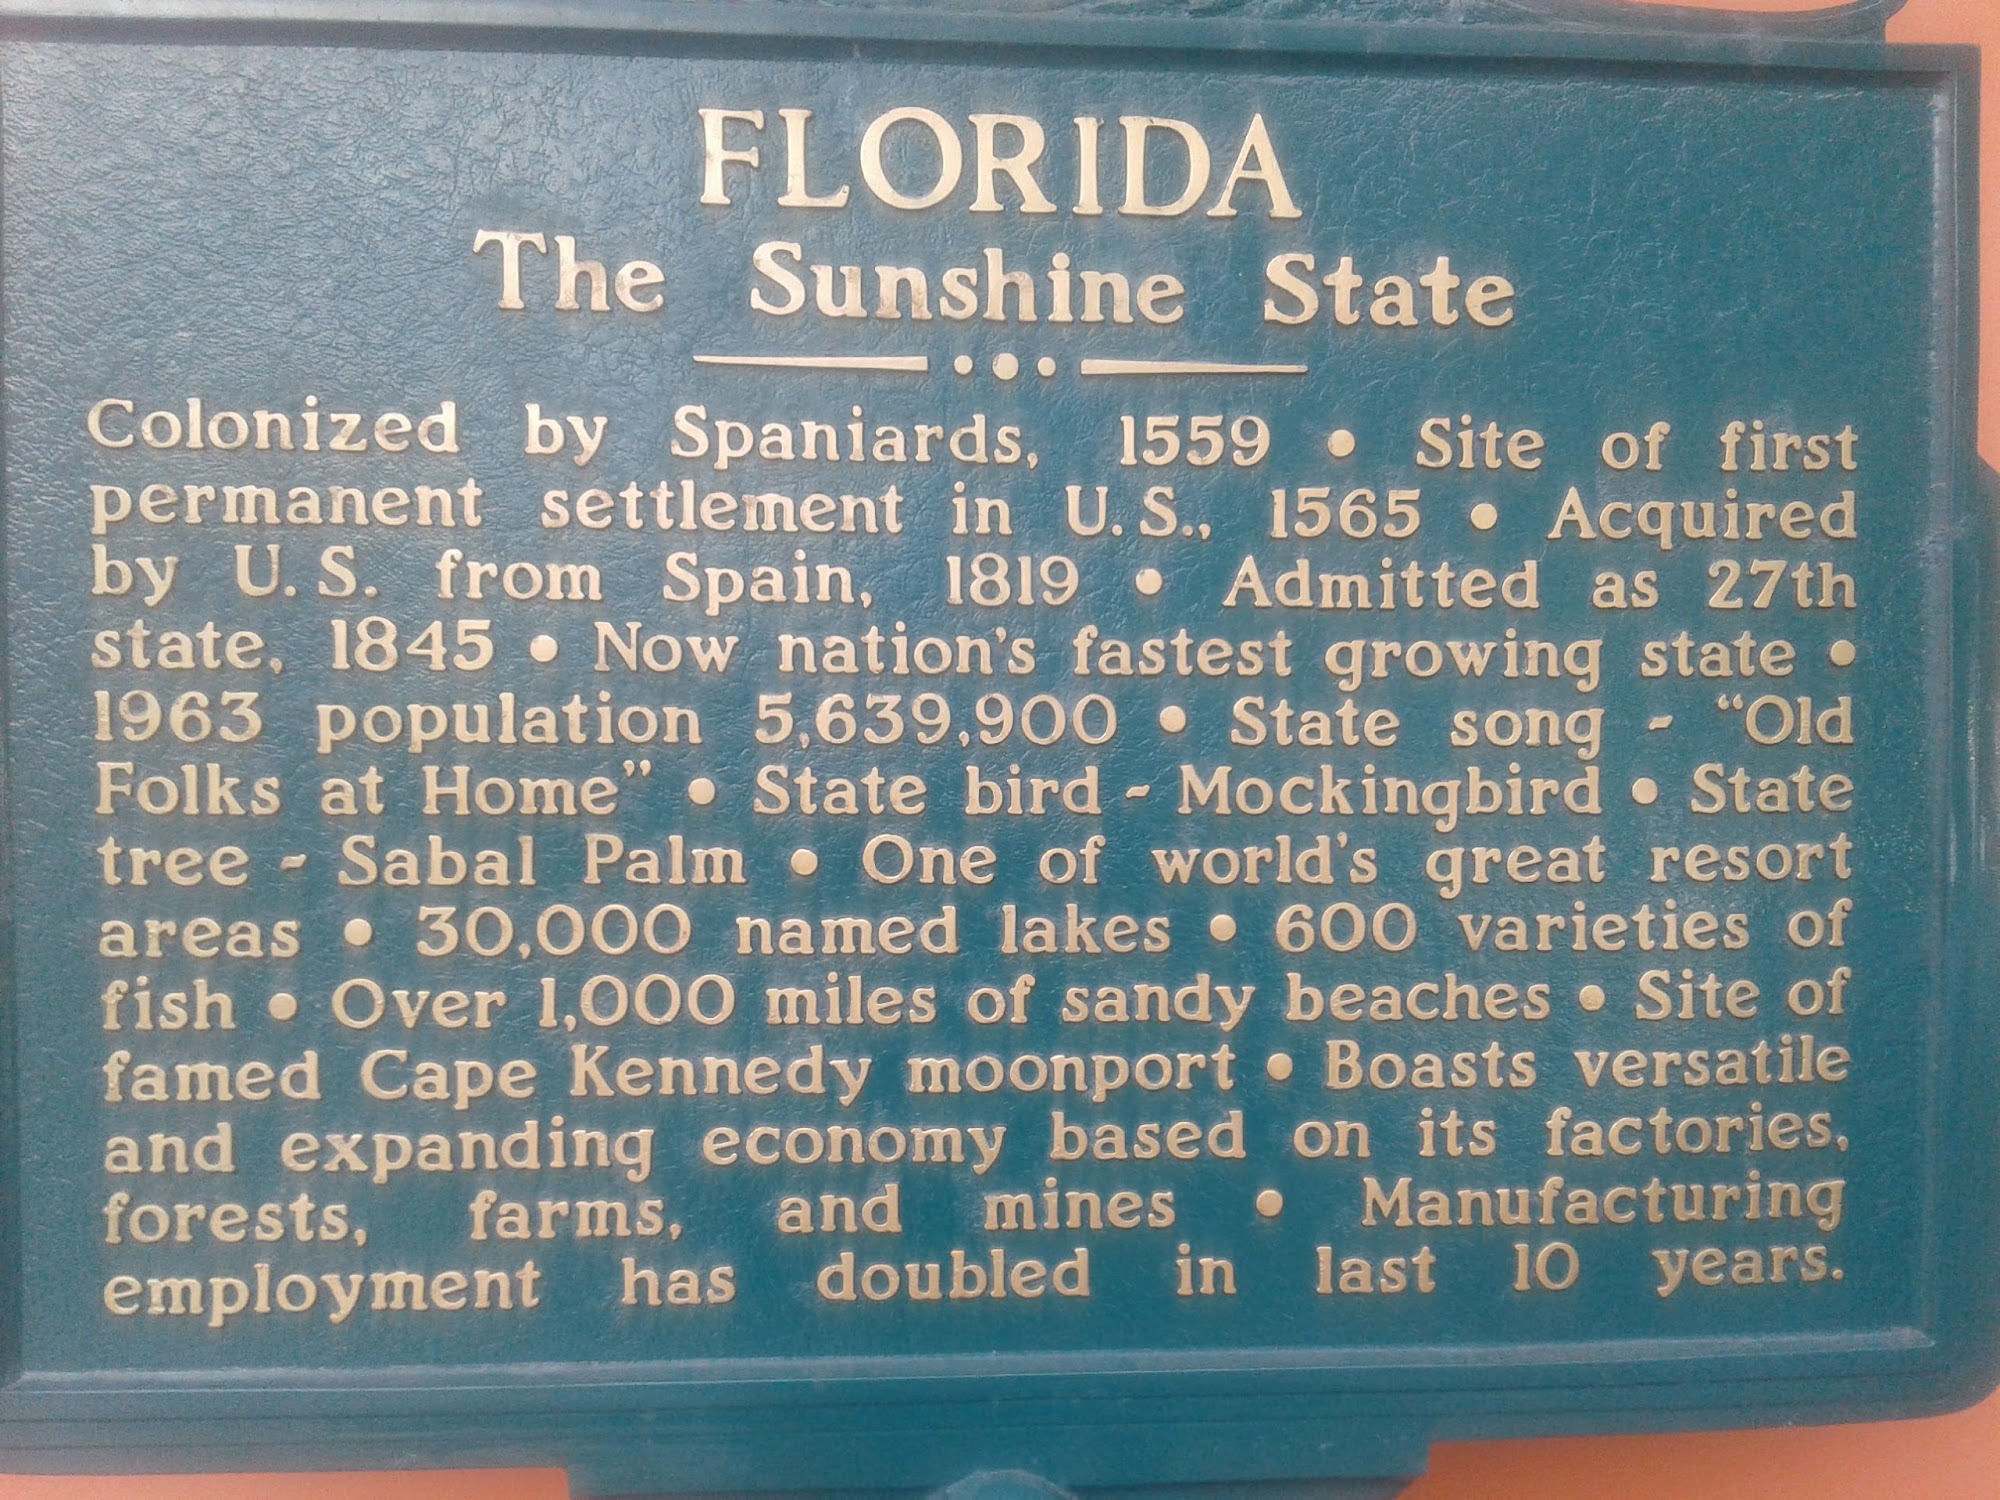 FLORIDA
The Sunshine State
Colonized by Spaniards, 1559 • Site of first
permanent settlement in U.S., 1565 • Acquired
by U.S. from Spain, 1819 • Admitted as 27th
state, 1845 • Now nation's fastest growing state •
1963 population 5,639,900 • State song - "Old
Folks at Home" • State bird - Mockingbird • State
tree - Sabal Palm • One of world's great resort
areas • 30,000 named lakes • 600 varieties of
fish • Over 1,000 miles of sandy beaches • Site of
famed Cape Kennedy moonport • Boasts versatile
and expanding economy based on its factories,
forests, farms, and mines • Manufacturing
employment has doubled in last 10 years.